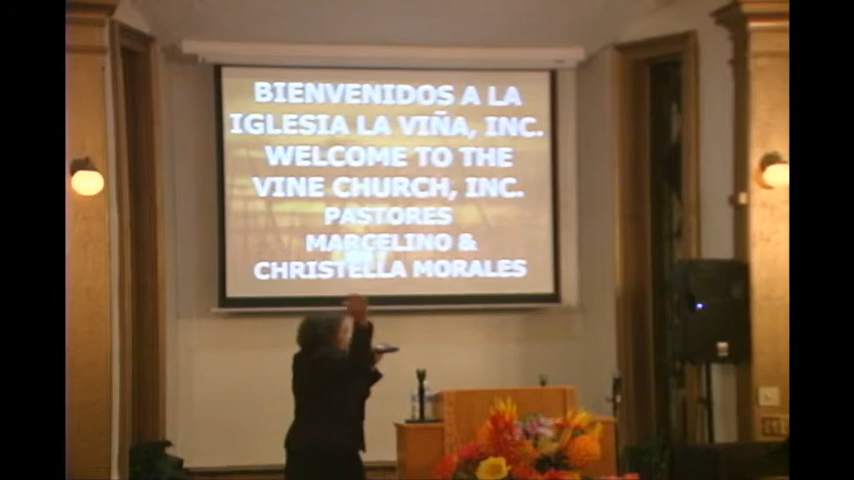 BIENVENIDOS A LA
IGLESIA LA VIÑA, INC.
WELCOME TO THE
VINE CHURCH, INC.
PASTORES
MARCELINO &
CHRISTELLA MORALES